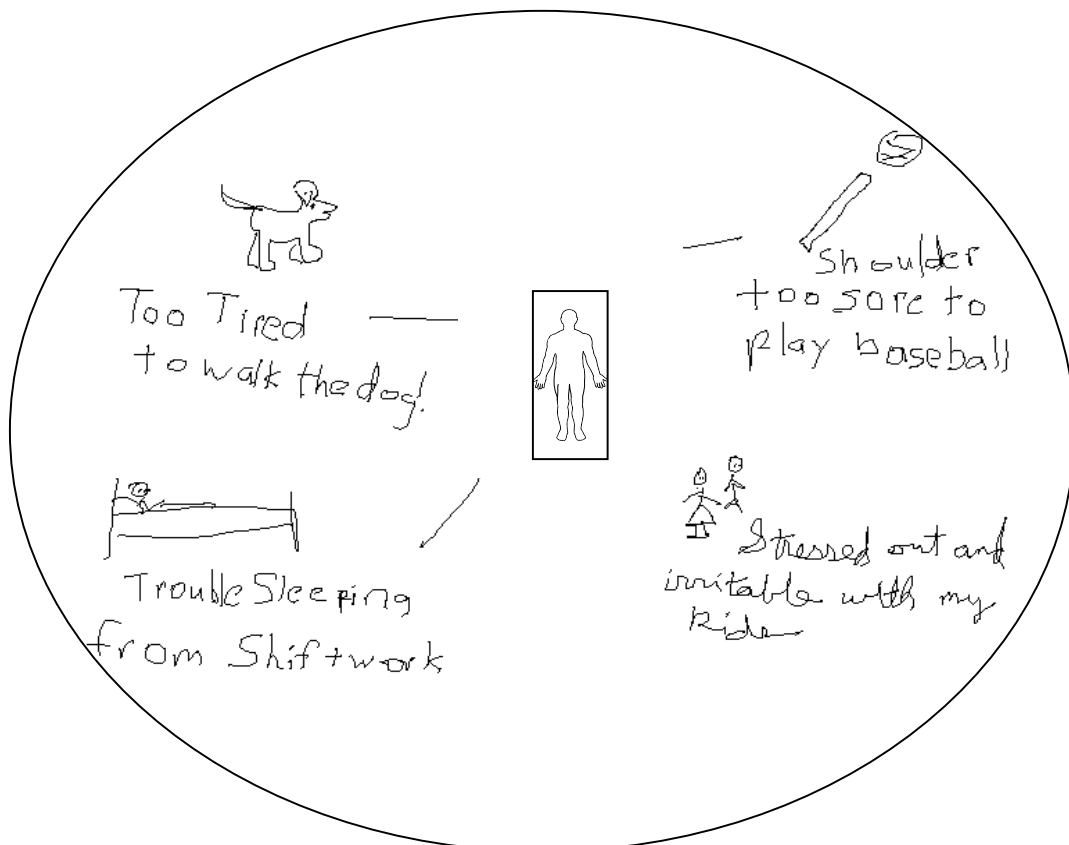 Too Tired
to walk the dog!
Shoulder
too sore to
play baseball
Trouble Sleeping
from Shiftwork
Stressed out and
irritable with my
Kids